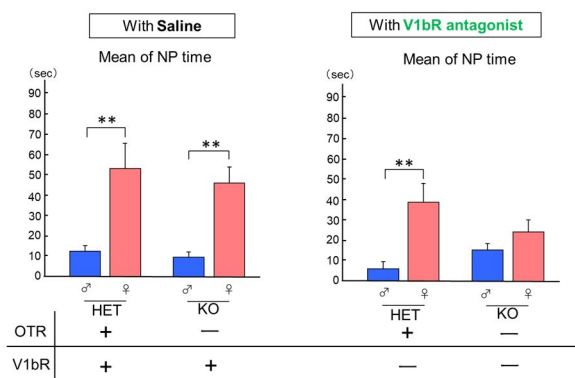 With Saline
Mean of NP time
(sec)
90
80
70
60
50
40
30
20
10
0
**
**
♂ ♀ ♂ ♀
HET KO
With V1bR antagonist
Mean of NP time
(sec)
90
80
70
60
50
40
30
20
10
0
**
♂ ♀ ♂ ♀
HET KO
OTR + — + —
V1bR + + — —